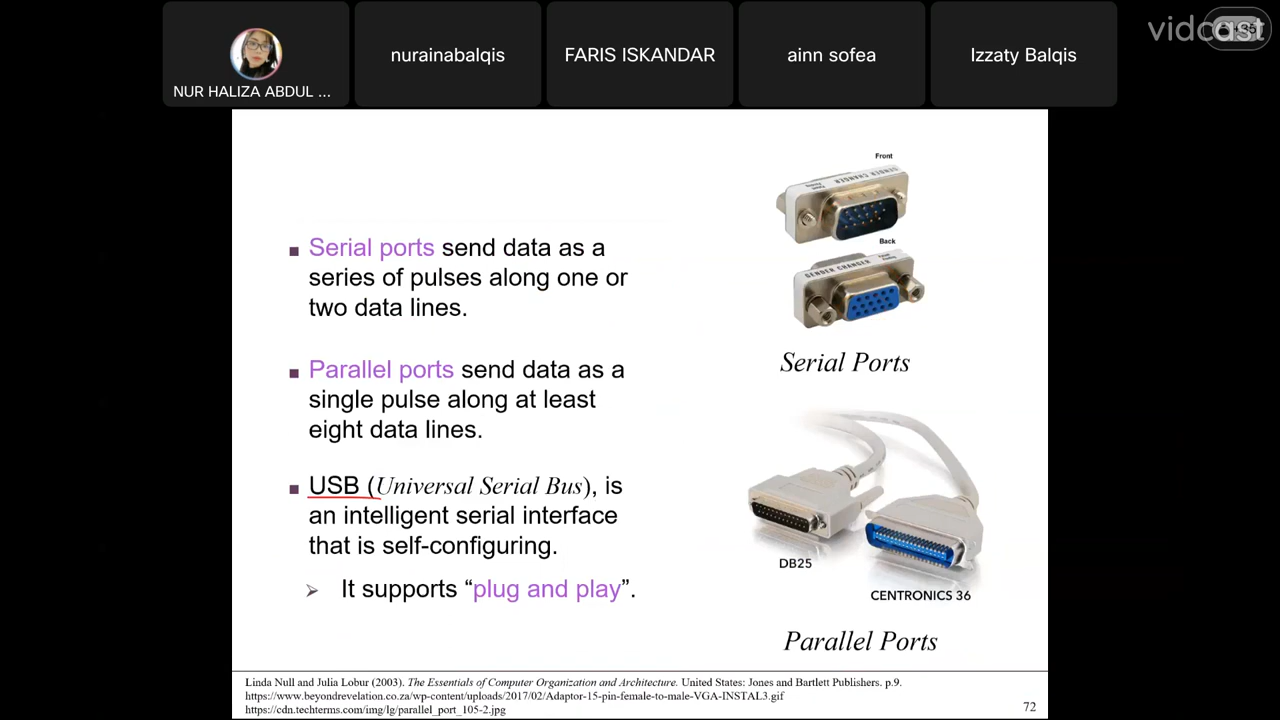 vidcast
nurainabalqis
FARIS ISKANDAR
ainn sofea
Izzaty Balqis
NUR HALIZA ABDUL ...
Front
GENDER CHANGER
Back
GENDER CHANGER
■ Serial ports send data as a
series of pulses along one or
two data lines.
Serial Ports
■ Parallel ports send data as a
single pulse along at least
eight data lines.
■ USB (Universal Serial Bus), is
an intelligent serial interface
that is self-configuring.
➢ It supports “plug and play”.
DB25
CENTRONICS 36
Parallel Ports
Linda Null and Julia Lobur (2003). The Essentials of Computer Organization and Architecture. United States: Jones and Bartlett Publishers. p.9.
https://www.beyondrevelation.co.za/wp-content/uploads/2017/02/Adaptor-15-pin-female-to-male-VGA-INSTAL3.gif
https://cdn.techterms.com/img/lg/parallel_port_105-2.jpg
72